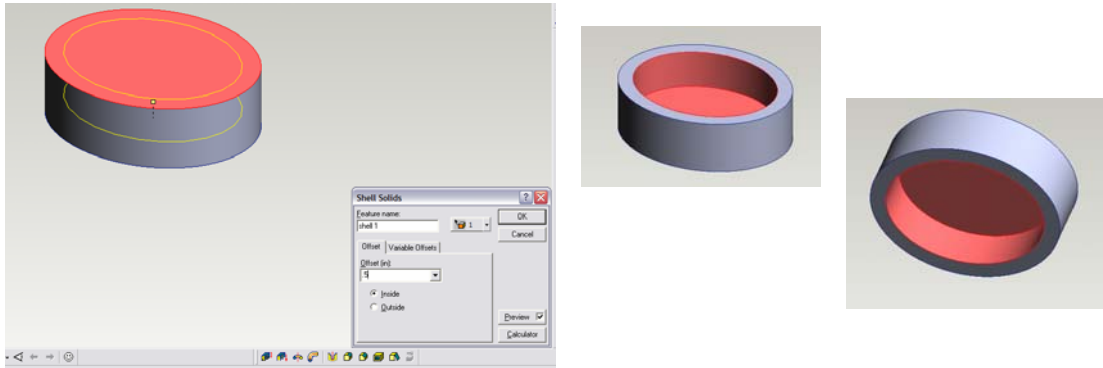 Shell Solids
Feature name:
shell 1
1
OK
Cancel
Offset
Variable Offsets
Offset (in):
.5
Inside
Outside
Preview
Calculator